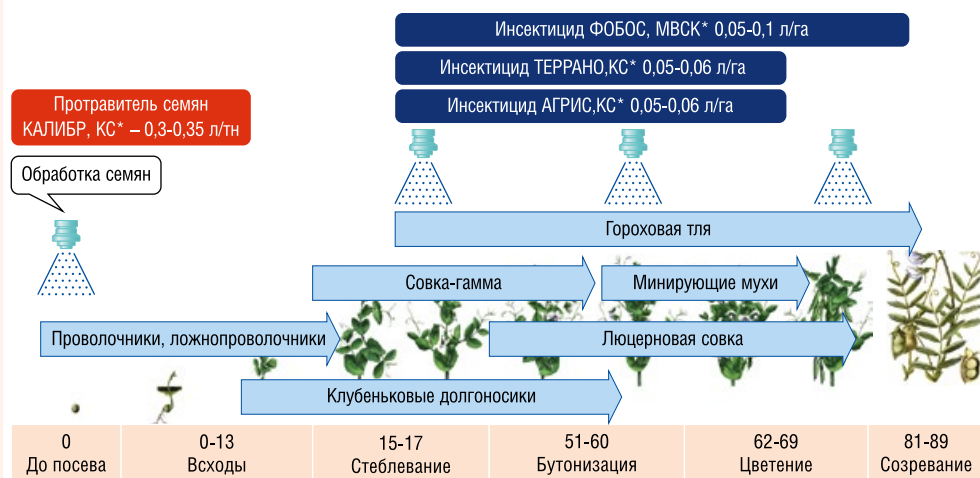 Инсектицид ФОБОС, МВСК* 0,05-0,1 л/га
Инсектицид ТЕРРАНО,КС* 0,05-0,06 л/га
Инсектицид АГРИС,КС* 0,05-0,06 л/га
Протравитель семян
КАЛИБР, КС* – 0,3-0,35 л/тн
Обработка семян
Гороховая тля
Совка-гамма
Минирующие мухи
Проволочники, ложнопроволочники
Люцерновая совка
Клубеньковые долгоносики
0
До посева
0-13
Всходы
15-17
Стеблевание
51-60
Бутонизация
62-69
Цветение
81-89
Созревание